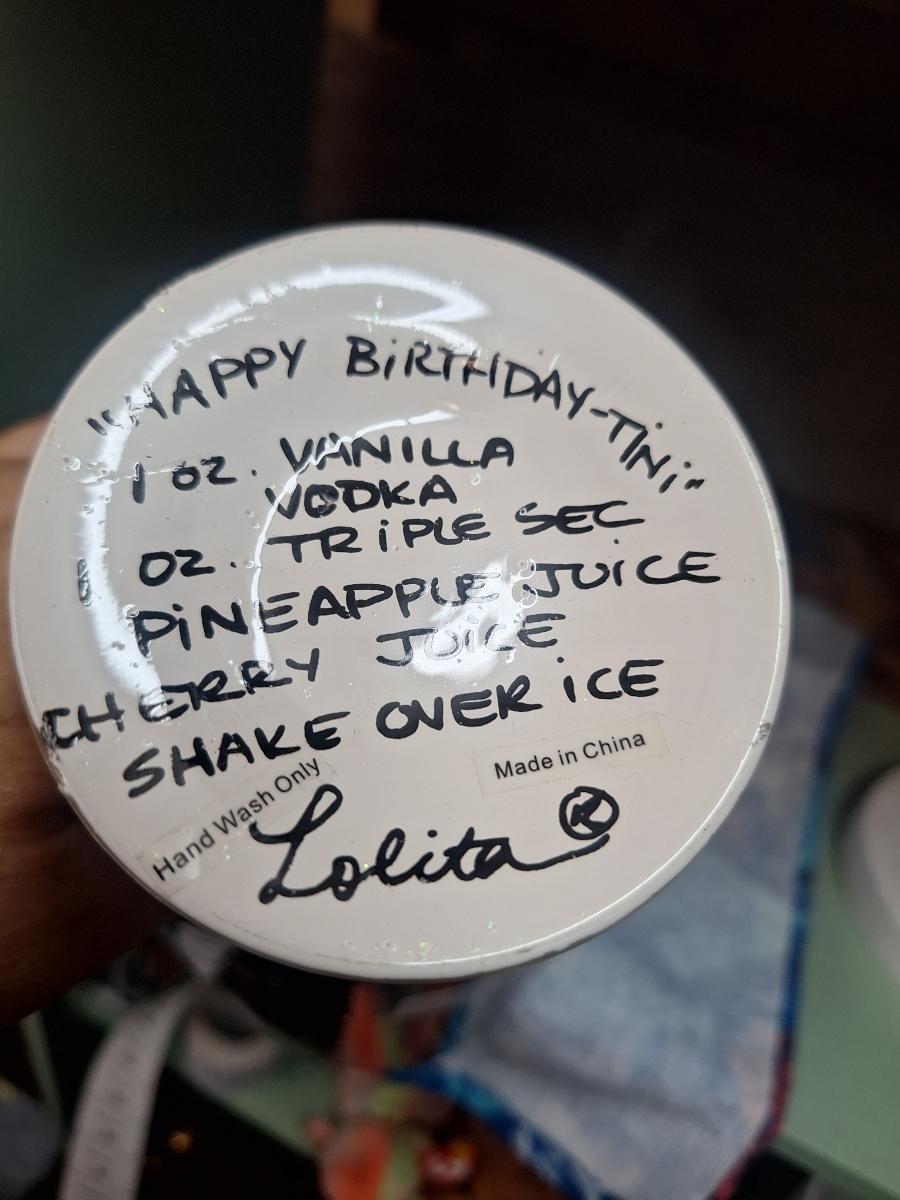 "HAPPY BiRTHDAY-TiNi"
1 OZ. VANILLA
VODKA
OZ. TRiPLE SEC
PiNEAPPLE JUiCE
CHERRY JUiCE
SHAKE OVER iCE
Made in China
Hand Wash Only
Lolita ®